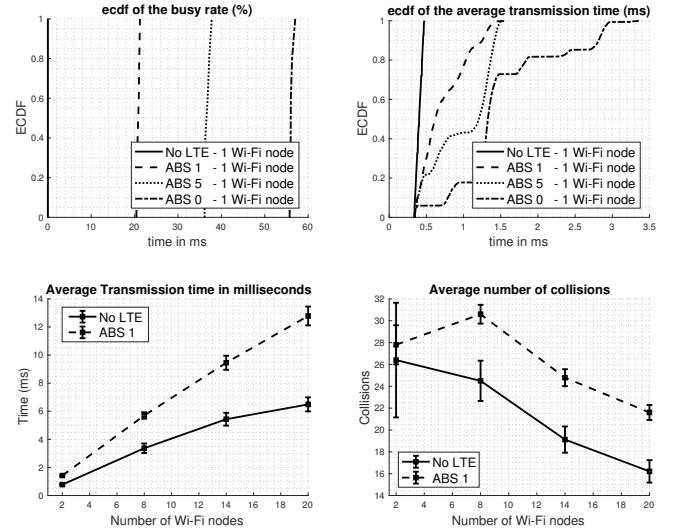 ecdf of the busy rate (%)
1
0.8
0.6
0.4
0.2
0
ECDF
No LTE - 1 Wi-Fi node
ABS 1 - 1 Wi-Fi node
ABS 5 - 1 Wi-Fi node
ABS 0 - 1 Wi-Fi node
0 10 20 30 40 50 60
time in ms
ecdf of the average transmission time (ms)
1
0.8
0.6
0.4
0.2
0
ECDF
No LTE - 1 Wi-Fi node
ABS 1 - 1 Wi-Fi node
ABS 5 - 1 Wi-Fi node
ABS 0 - 1 Wi-Fi node
0 0.5 1 1.5 2 2.5 3 3.5
time in ms
Average Transmission time in milliseconds
14
12
10
8
6
4
2
0
Time (ms)
No LTE
ABS 1
2 4 6 8 10 12 14 16 18 20
Number of Wi-Fi nodes
Average number of collisions
32
30
28
26
24
22
20
18
16
14
Collisions
No LTE
ABS 1
2 4 6 8 10 12 14 16 18 20
Number of Wi-Fi nodes